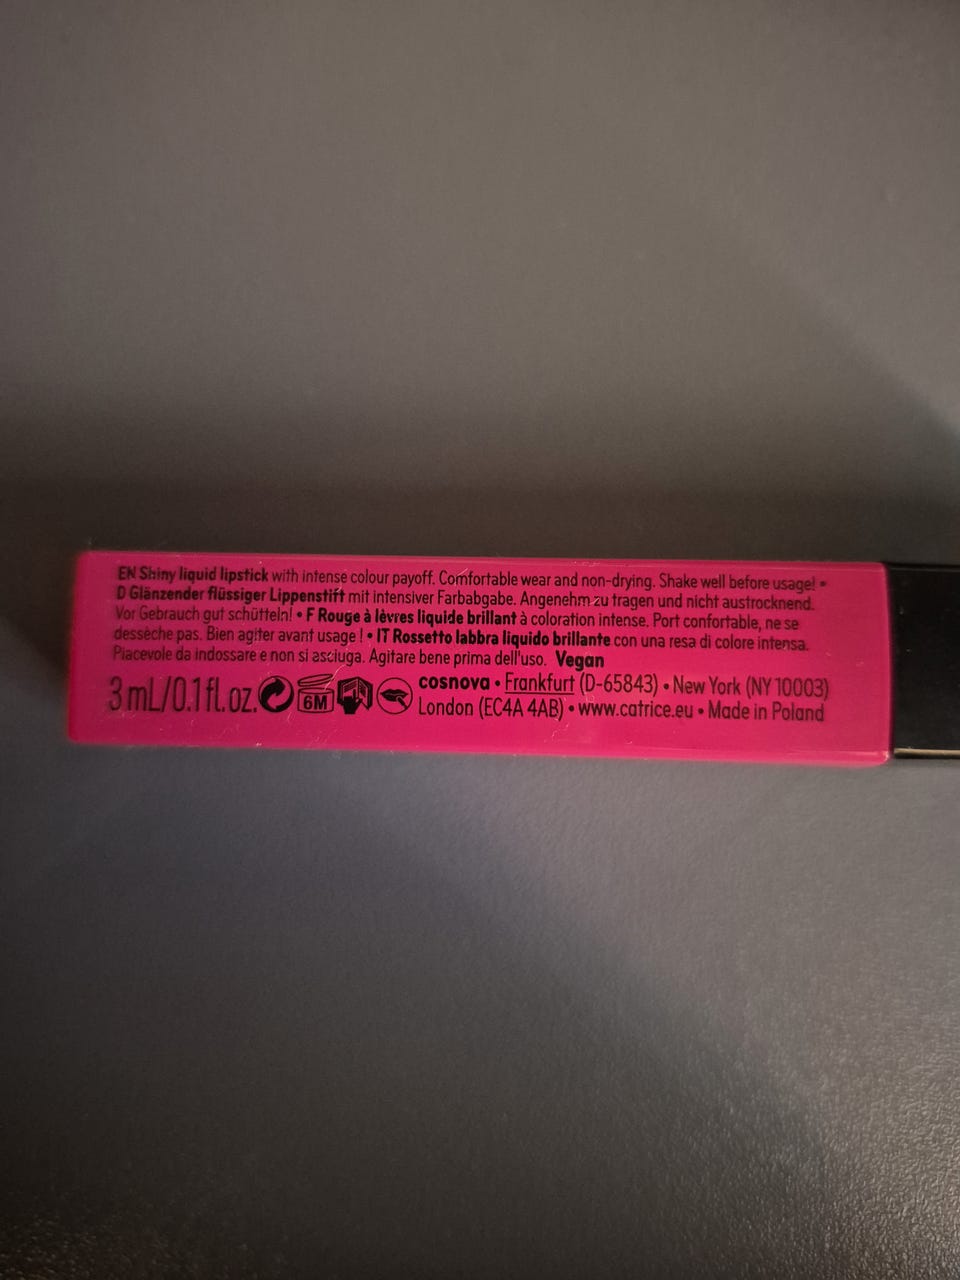 EN Shiny liquid lipstick with intense colour payoff. Comfortable wear and non-drying. Shake well before usage! •
D Glänzender flüssiger Lippenstift mit intensiver Farbabgabe. Angenehm zu tragen und nicht austrocknend.
Vor Gebrauch gut schütteln! • F Rouge à lèvres liquide brillant à coloration intense. Port confortable, ne se
dessèche pas. Bien agiter avant usage ! • IT Rossetto labbra liquido brillante con una resa di colore intensa.
Piacevole da indossare e non si asciuga. Agitare bene prima dell'uso. Vegan
3 mL/0.1 fl.oz. 6M cosnova • Frankfurt (D-65843) • New York (NY 10003)
London (EC4A 4AB) • www.catrice.eu • Made in Poland